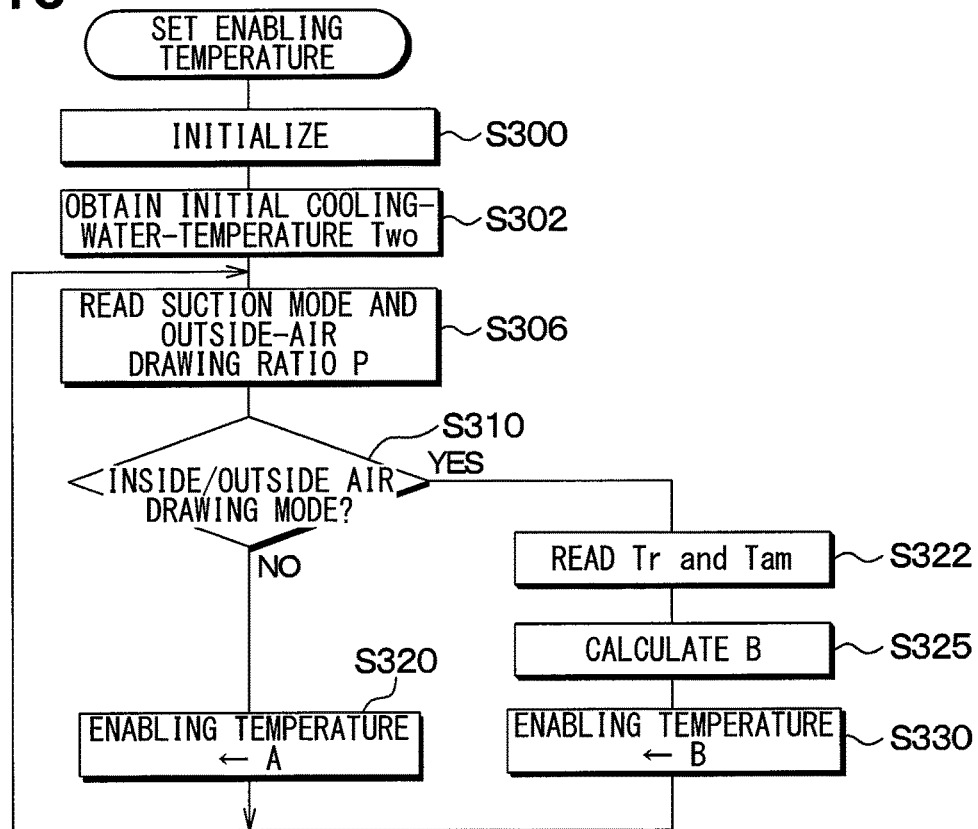 SET ENABLING
TEMPERATURE
INITIALIZE
S300
OBTAIN INITIAL COOLING-
WATER-TEMPERATURE Two
S302
READ SUCTION MODE AND
OUTSIDE-AIR
DRAWING RATIO P
S306
S310
INSIDE/OUTSIDE AIR
DRAWING MODE?
YES
NO
READ Tr and Tam
S322
CALCULATE B
S325
S320
ENABLING TEMPERATURE
← A
ENABLING TEMPERATURE
← B
S330